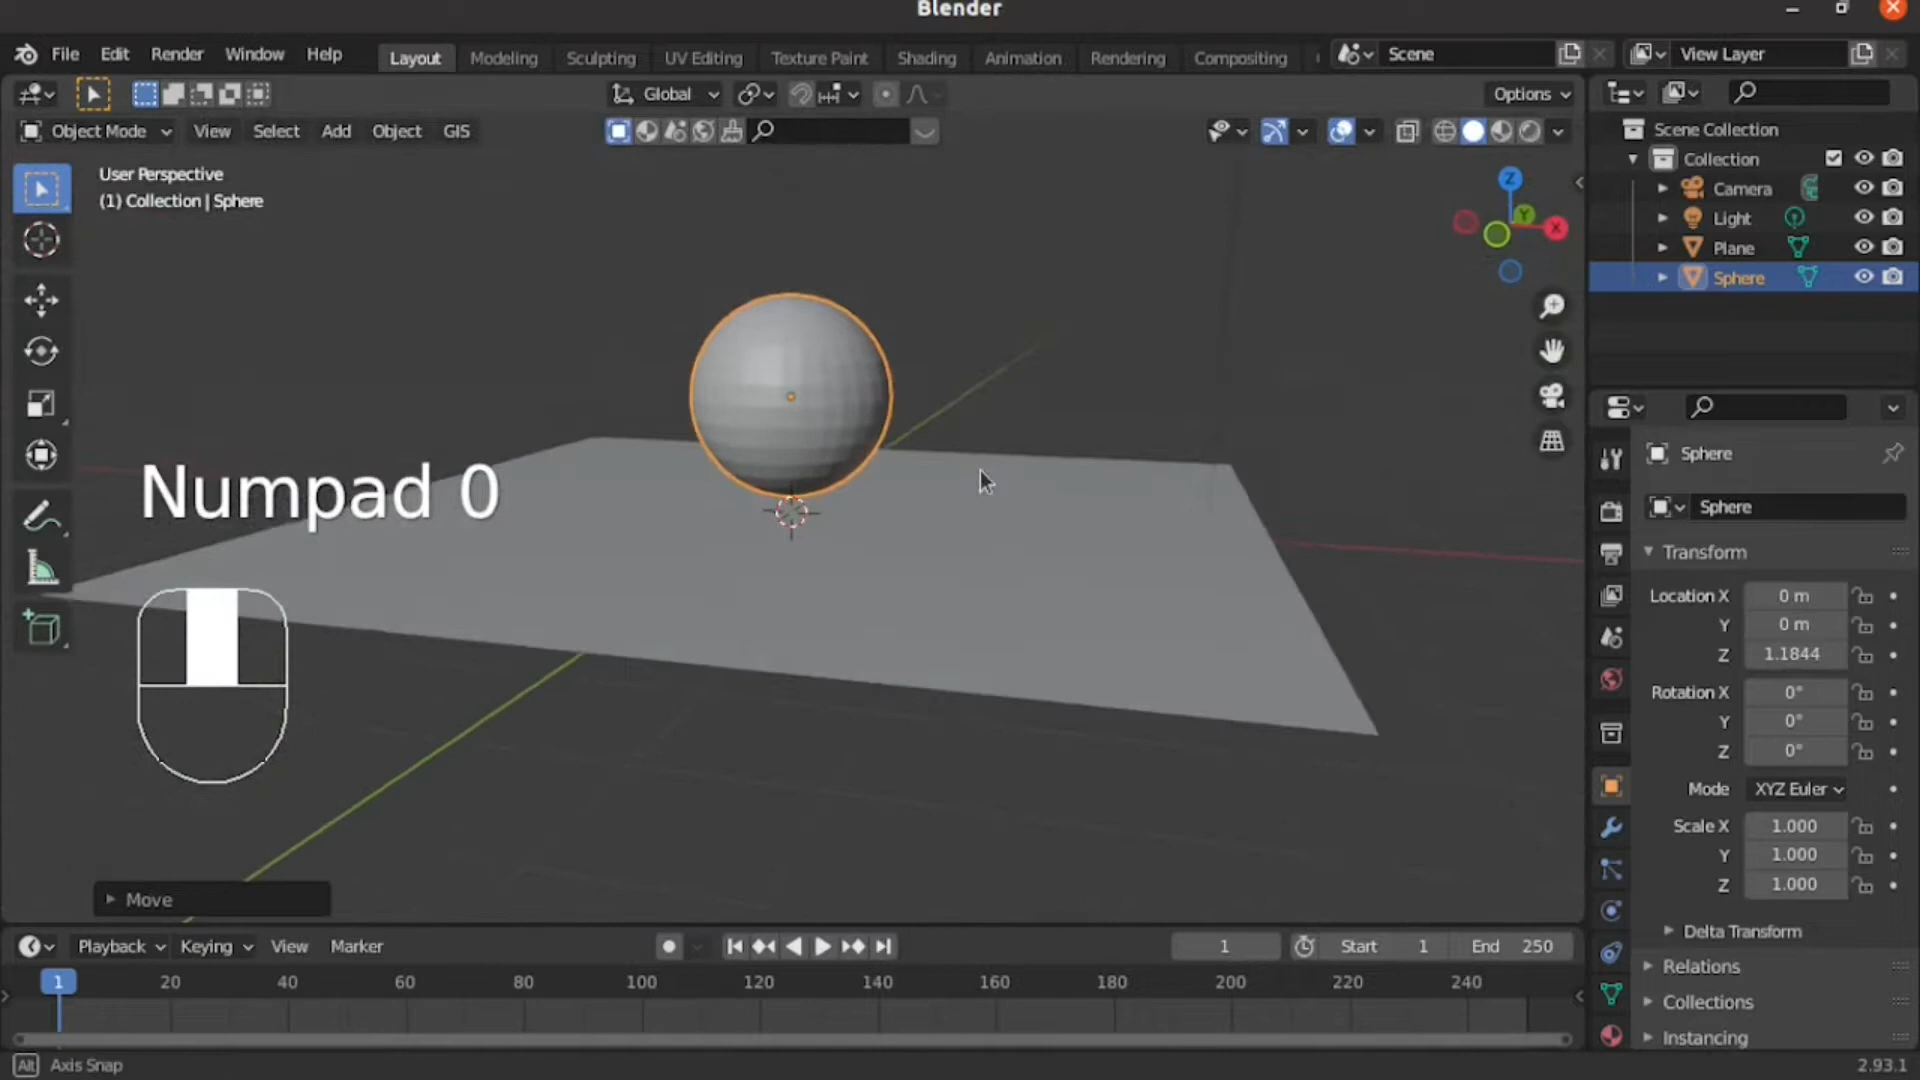 Blender
File Edit Render Window Help Layout Modeling Sculpting UV Editing Texture Paint Shading Animation Rendering Compositing Scene View Layer
Global Options
Object Mode View Select Add Object GIS
User Perspective
(1) Collection | Sphere
Z
Y
X
Scene Collection
Collection
Camera
Light
Plane
Sphere
Numpad 0
Sphere
Sphere
Transform
Location X 0 m
Y 0 m
Z 1.1844
Rotation X 0°
Y 0°
Z 0°
Mode XYZ Euler
Scale X 1.000
Y 1.000
Z 1.000
Delta Transform
Relations
Collections
Instancing
Move
Playback Keying View Marker 1 Start 1 End 250
1 20 40 60 80 100 120 140 160 180 200 220 240
Alt Axis Snap 2.93.1